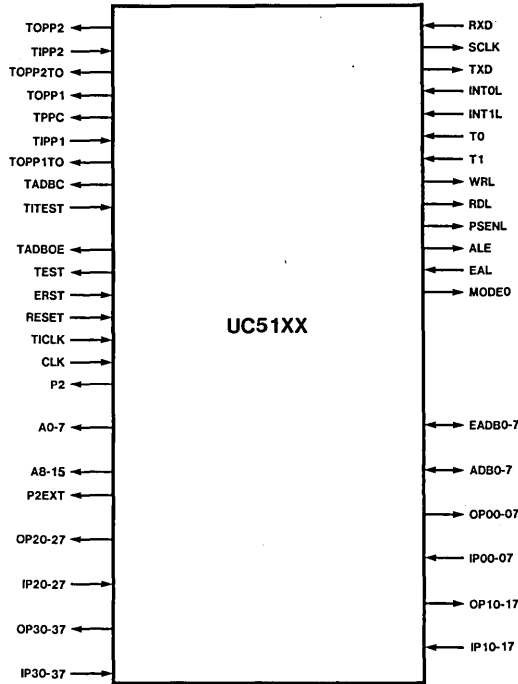 TOPP2
TIPP2
TOPP2TO
TOPP1
TPPC
TIPP1
TOPP1TO
TADBC
TITEST
TADBOE
TEST
ERST
RESET
TICLK
CLK
P2
A0-7
A8-15
P2EXT
OP20-27
IP20-27
OP30-37
IP30-37
UC51XX
RXD
SCLK
TXD
INT0L
INT1L
T0
T1
WRL
RDL
PSENL
ALE
EAL
MODE0
EADB0-7
ADB0-7
OP00-07
IP00-07
OP10-17
IP10-17